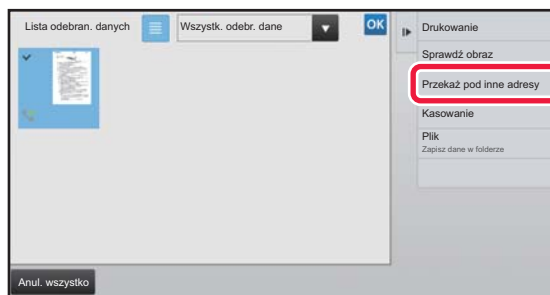 Lista odebran. danych
Wszystk. odebr. dane
OK
Drukowanie
Sprawdź obraz
Przekaż pod inne adresy
Kasowanie
Plik
Zapisz dane w folderze
Anul. wszystko